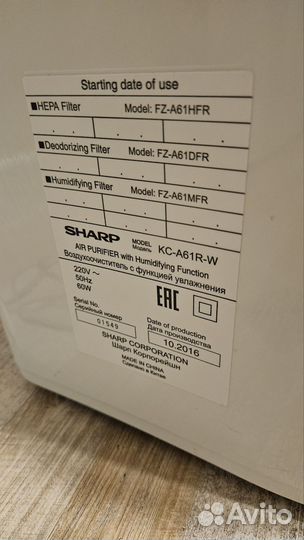 Starting date of use
■HEPA Filter Model: FZ-A61HFR
. . . . . .
■Deodorizing Filter Model: FZ-A61DFR
. . . . . .
■Humidifying Filter Model: FZ-A61MFR
. . . . . .
SHARP MODEL Модель KC-A61R-W
AIR PURIFIER with Humidifying Function
Воздухоочиститель с функцией увлажнения
220V ~
50Hz
60W
EAC
Serial No.
Серийный номер
01549
Date of production
Дата производства
10.2016
SHARP CORPORATION
Шарп Корпорейшн
MADE IN CHINA
Сделано в Китае
Avito